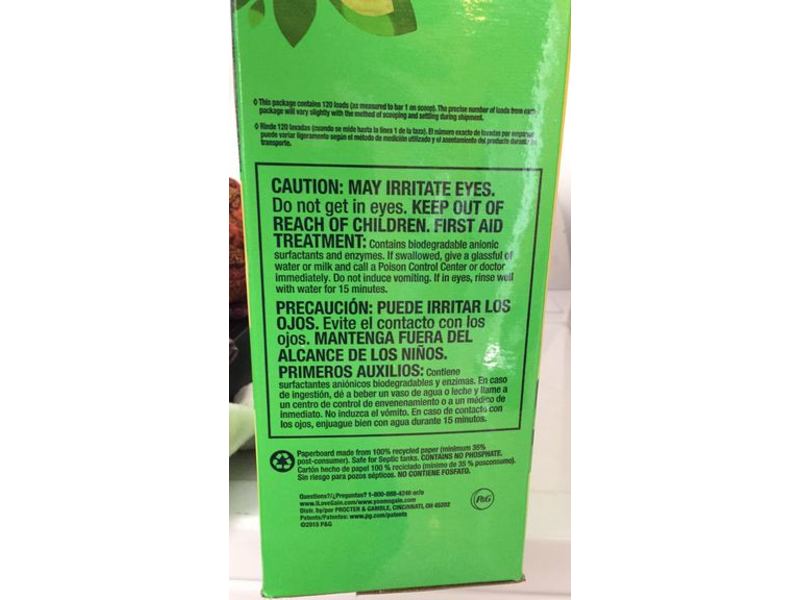 ◊ This package contains 120 loads (as measured to bar 1 on scoop). The precise number of loads from each
package will vary slightly with the method of scooping and settling during shipment.
◊ Rinde 120 lavadas (cuando se mide hasta la línea 1 de la taza). El número exacto de lavadas por empaque
puede variar ligeramente según el método de medición utilizado y el asentamiento del producto durante su
transporte.
CAUTION: MAY IRRITATE EYES.
Do not get in eyes. KEEP OUT OF
REACH OF CHILDREN. FIRST AID
TREATMENT: Contains biodegradable anionic
surfactants and enzymes. If swallowed, give a glassful of
water or milk and call a Poison Control Center or doctor
immediately. Do not induce vomiting. If in eyes, rinse well
with water for 15 minutes.
PRECAUCIÓN: PUEDE IRRITAR LOS
OJOS. Evite el contacto con los
ojos. MANTENGA FUERA DEL
ALCANCE DE LOS NIÑOS.
PRIMEROS AUXILIOS: Contiene
surfactantes aniónicos biodegradables y enzimas. En caso
de ingestión, dé a beber un vaso de agua o leche y llame a
un centro de control de envenenamiento o a un médico de
inmediato. No induzca el vómito. En caso de contacto con
los ojos, enjuague bien con agua durante 15 minutos.
Paperboard made from 100% recycled paper (minimum 35%
post-consumer). Safe for Septic tanks. CONTAINS NO PHOSPHATE.
Cartón hecho de papel 100 % reciclado (mínimo de 35 % posconsumo).
Sin riesgo para pozos sépticos. NO CONTIENE FOSFATO.
Questions?/¿Preguntas? 1-800-888-4246 or/o
www.iLoveGain.com/www.yoamogain.com
Distr. by/por PROCTER & GAMBLE, CINCINNATI, OH 45202
Patents/Patentes: www.pg.com/patents
©2015 P&G
P&G